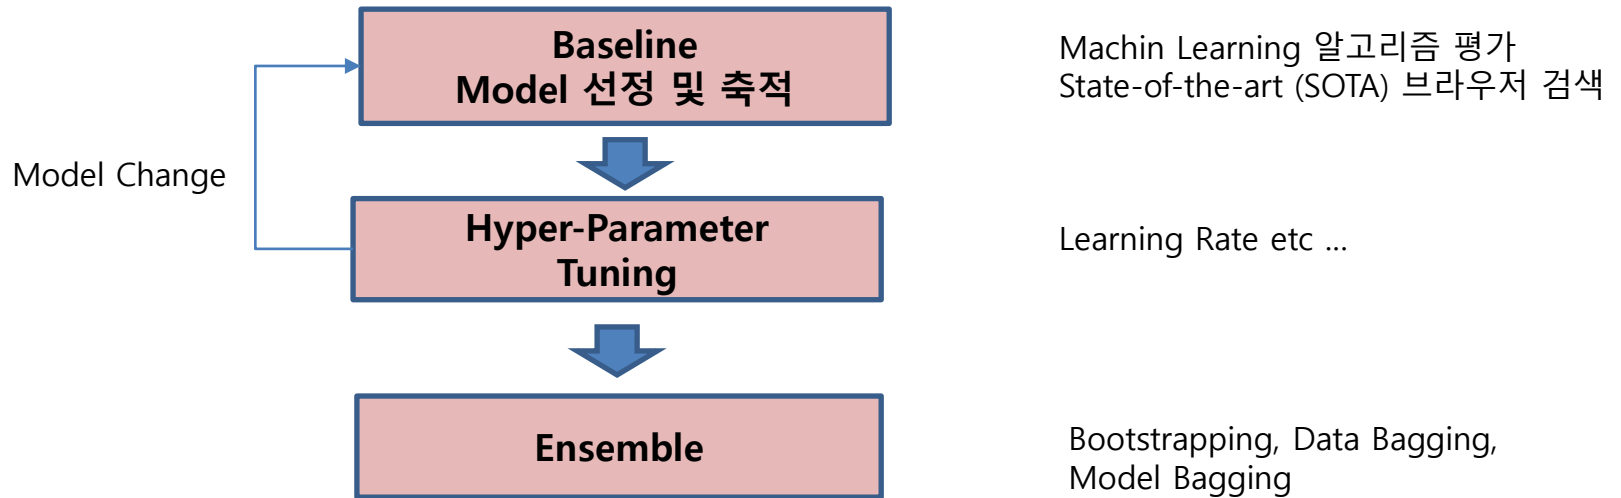 Baseline
Model 선정 및 축적
Machin Learning 알고리즘 평가
State-of-the-art (SOTA) 브라우저 검색
Model Change
Hyper-Parameter
Tuning
Learning Rate etc ...
Ensemble
Bootstrapping, Data Bagging,
Model Bagging